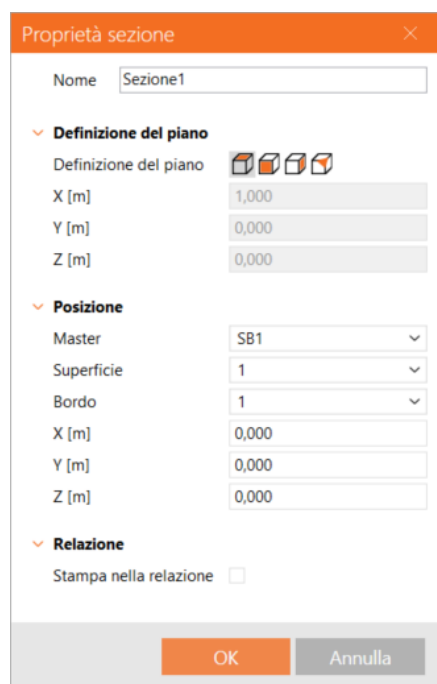 Proprietà sezione
Nome Sezione1
Definizione del piano
Definizione del piano
X [m] 1,000
Y [m] 0,000
Z [m] 0,000
Posizione
Master SB1
Superficie 1
Bordo 1
X [m] 0,000
Y [m] 0,000
Z [m] 0,000
Relazione
Stampa nella relazione
OK Annulla